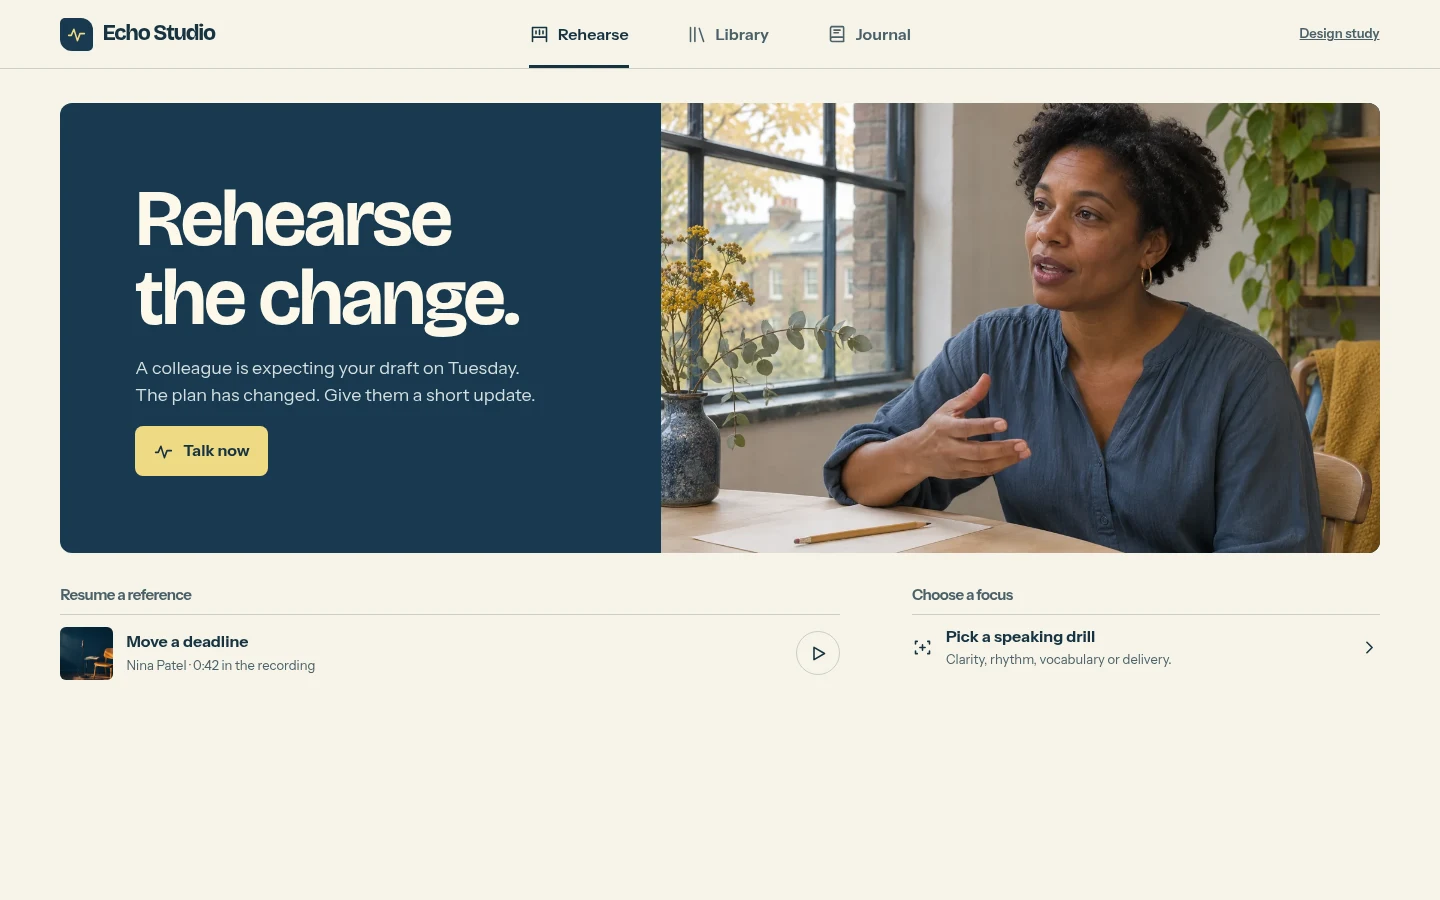 Echo Studio
Rehearse
Library
Journal
Design study
Rehearse
the change.
A colleague is expecting your draft on Tuesday.
The plan has changed. Give them a short update.
Talk now
Resume a reference
Move a deadline
Nina Patel · 0:42 in the recording
Choose a focus
Pick a speaking drill
Clarity, rhythm, vocabulary or delivery.